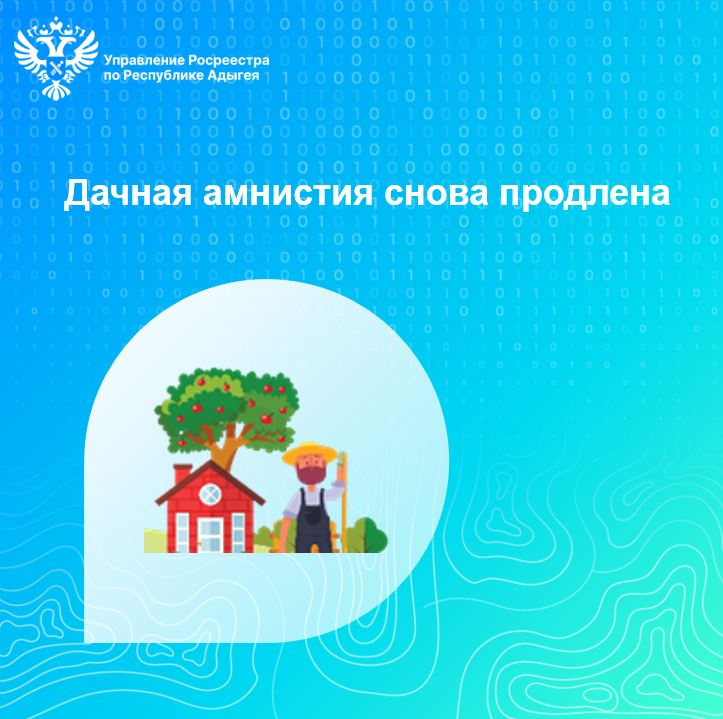 Управление Росреестра
по Республике Адыгея
Дачная амнистия снова продлена